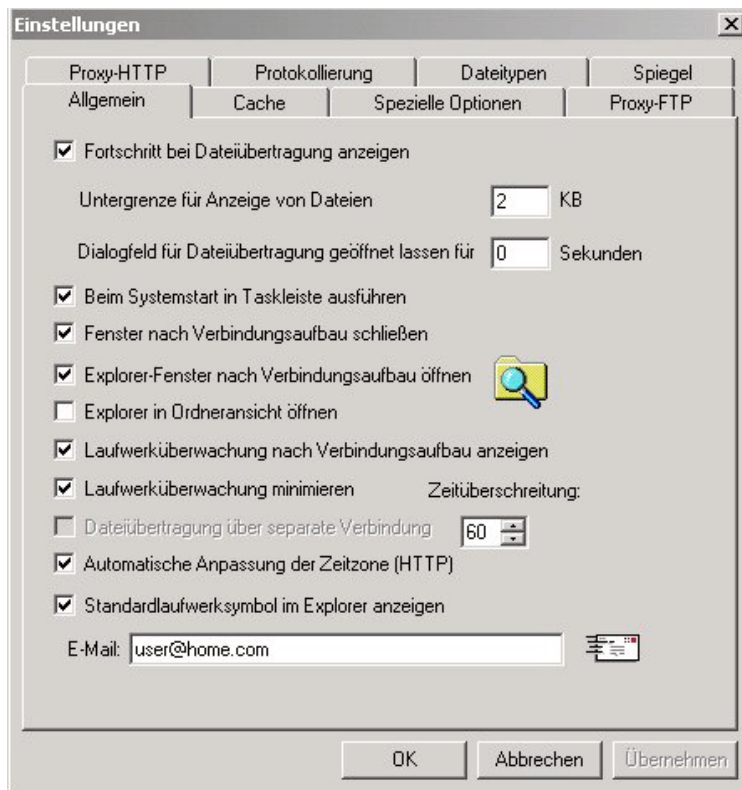 Einstellungen
Proxy-HTTP Protokollierung Dateitypen Spiegel
Allgemein Cache Spezielle Optionen Proxy-FTP
Fortschritt bei Dateiübertragung anzeigen
Untergrenze für Anzeige von Dateien 2 KB
Dialogfeld für Dateiübertragung geöffnet lassen für 0 Sekunden
Beim Systemstart in Taskleiste ausführen
Fenster nach Verbindungsaufbau schließen
Explorer-Fenster nach Verbindungsaufbau öffnen
Explorer in Ordneransicht öffnen
Laufwerküberwachung nach Verbindungsaufbau anzeigen
Laufwerküberwachung minimieren Zeitüberschreitung:
Dateiübertragung über separate Verbindung 60
Automatische Anpassung der Zeitzone (HTTP)
Standardlaufwerksymbol im Explorer anzeigen
E-Mail: user@home.com
OK Abbrechen Übernehmen